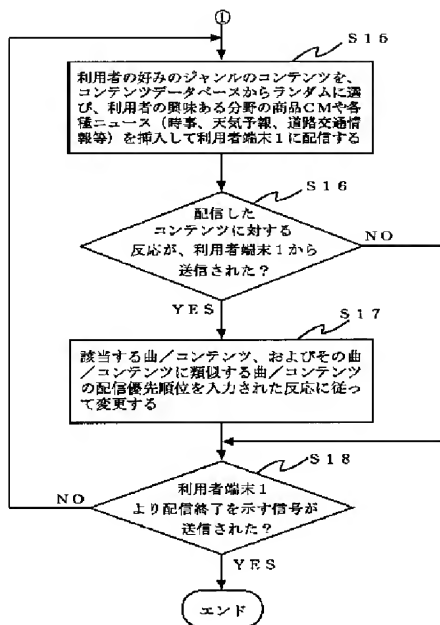 ①
S15
利用者の好みのジャンルのコンテンツを、
コンテンツデータベースからランダムに選
び、利用者の興味ある分野の商品CMや各
種ニュース（時事、天気予報、道路交通情
報等）を挿入して利用者端末1に配信する
S16
配信した
コンテンツに対する
反応が、利用者端末1から
送信された？
NO
YES
S17
該当する曲／コンテンツ、およびその曲
／コンテンツに類似する曲／コンテンツ
の配信優先順位を入力された反応に従っ
て変更する
S18
利用者端末1
より配信終了を示す信号が
送信された？
NO
YES
エンド